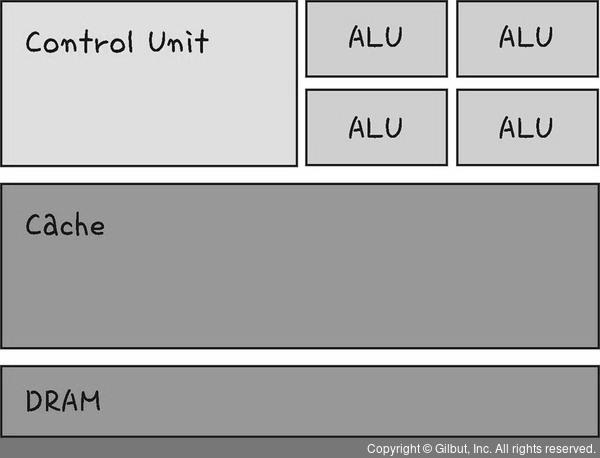 Control Unit
ALU
ALU
ALU
ALU
Cache
DRAM
Copyright © Gilbut, Inc. All rights reserved.